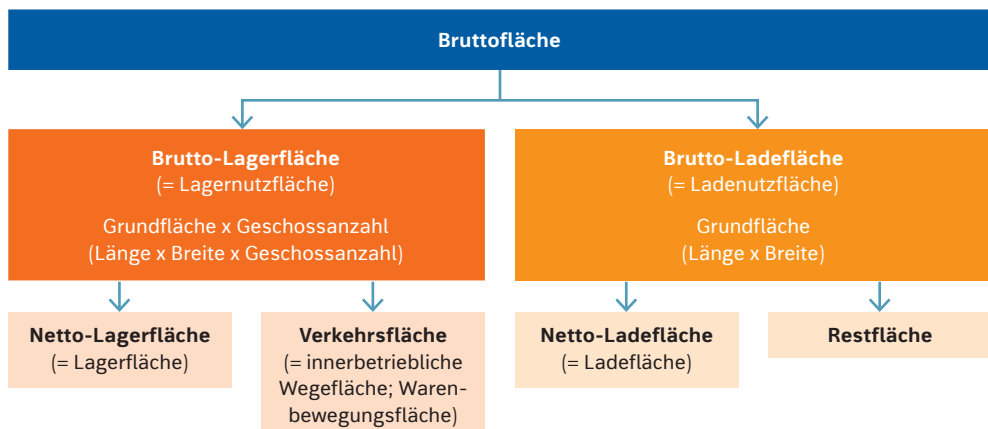 Bruttofläche
Brutto-Lagerfläche
(= Lagernutzfläche)
Grundfläche x Geschossanzahl
(Länge x Breite x Geschossanzahl)
Brutto-Ladefläche
(= Ladenutzfläche)
Grundfläche
(Länge x Breite)
Netto-Lagerfläche
(= Lagerfläche)
Verkehrsfläche
(= innerbetriebliche
Wegefläche; Waren-
bewegungsfläche)
Netto-Ladefläche
(= Ladefläche)
Restfläche